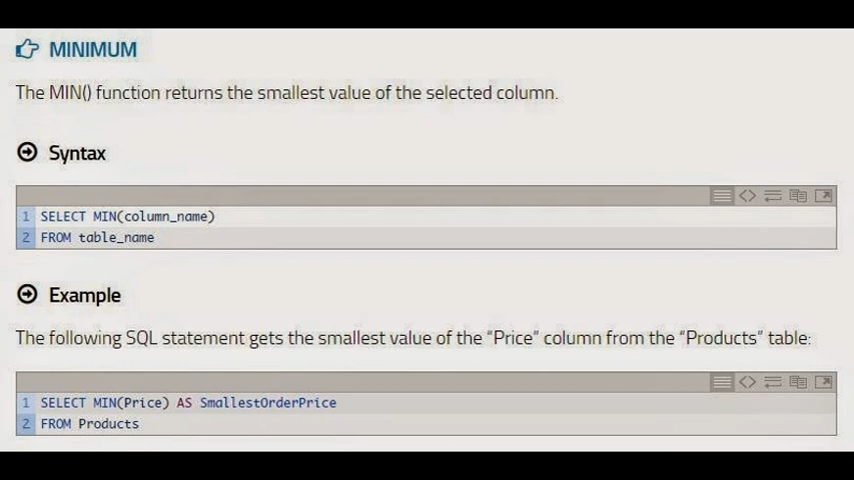 MINIMUM
The MIN() function returns the smallest value of the selected column.
Syntax
1 SELECT MIN(column_name)
2 FROM table_name
Example
The following SQL statement gets the smallest value of the “Price” column from the “Products” table:
1 SELECT MIN(Price) AS SmallestOrderPrice
2 FROM Products